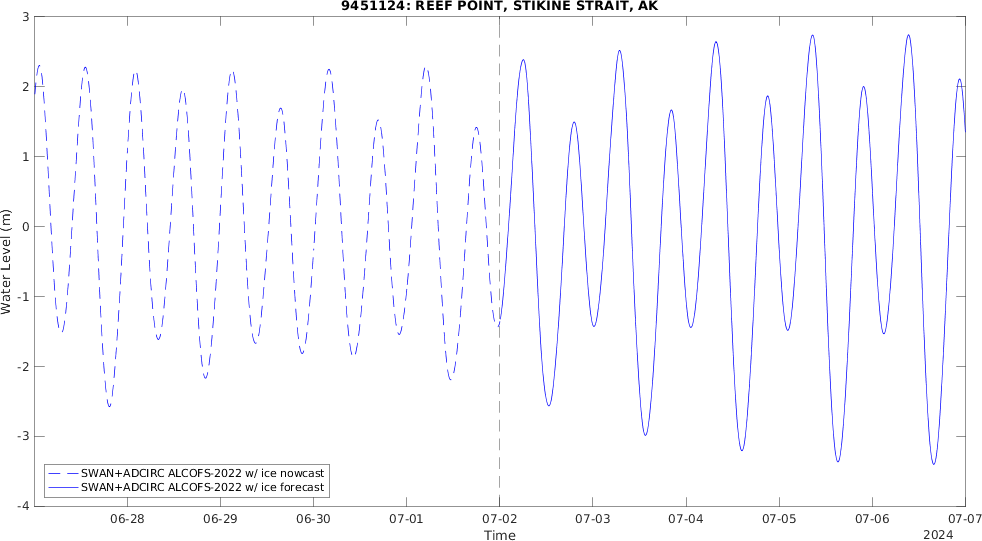 9451124: REEF POINT, STIKINE STRAIT, AK
3
2
1
0
-1
-2
-3
-4
Water Level (m)
SWAN+ADCIRC ALCOFS-2022 w/ ice nowcast
SWAN+ADCIRC ALCOFS-2022 w/ ice forecast
06-28 06-29 06-30 07-01 07-02 07-03 07-04 07-05 07-06 07-07
Time
2024